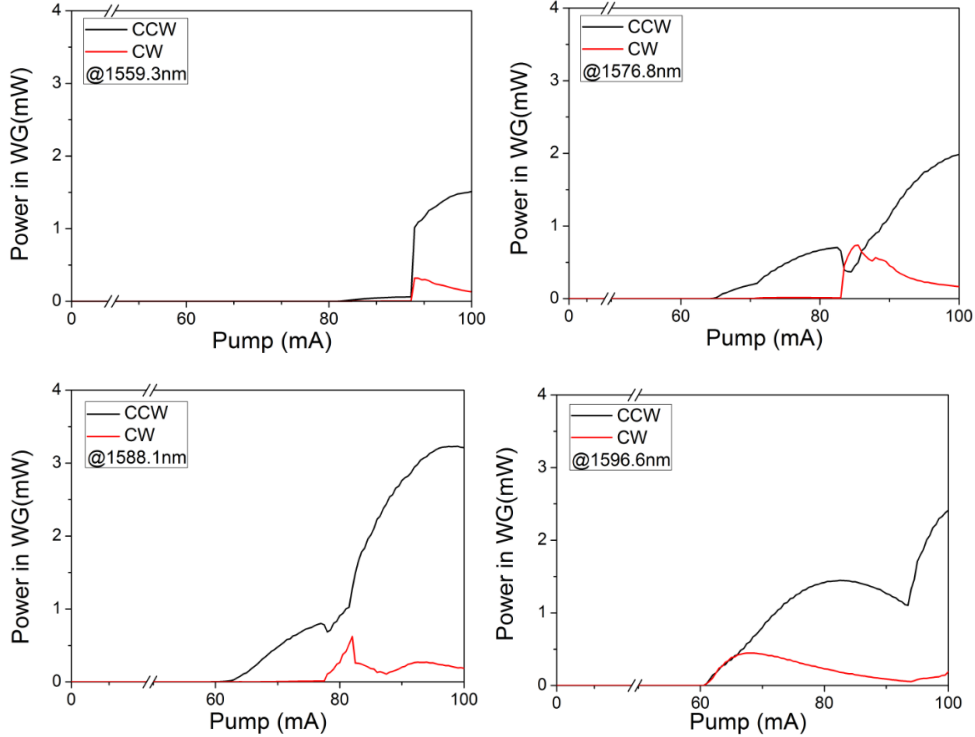 CCW
CW
@1559.3nm
Power in WG(mW)
4
3
2
1
0
0
60
80
100
Pump (mA)
CCW
CW
@1576.8nm
Power in WG(mW)
4
3
2
1
0
0
60
80
100
Pump (mA)
CCW
CW
@1588.1nm
Power in WG(mW)
4
3
2
1
0
0
60
80
100
Pump (mA)
CCW
CW
@1596.6nm
Power in WG(mW)
4
3
2
1
0
0
60
80
100
Pump (mA)